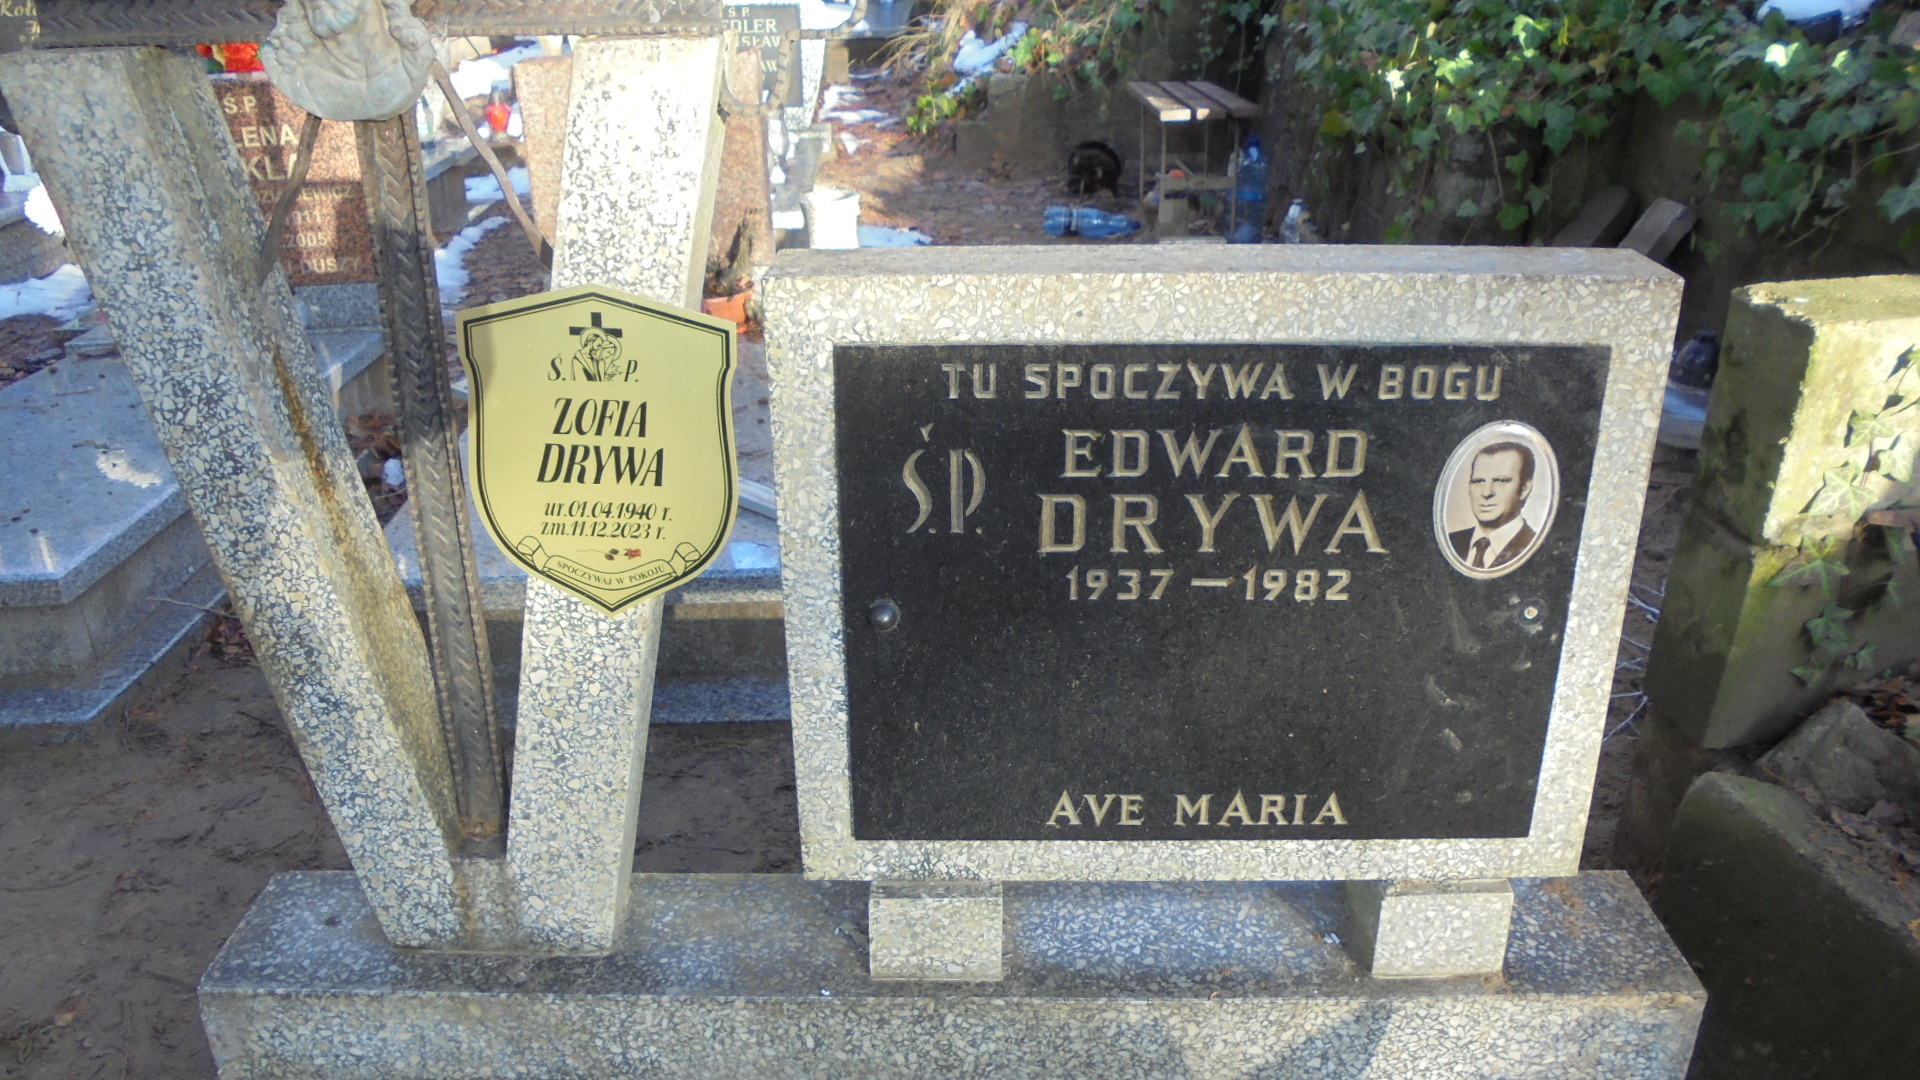 Ś. P.
ZOFIA
DRYWA
ur. 01.04.1940 r.
zm. 11.12.2023 r.
SPOCZYWAJ W POKOJU
TU SPOCZYWA W BOGU
Ś.P. EDWARD
DRYWA
1937 — 1982
AVE MARIA
Ś.P
2005
Ś.P.